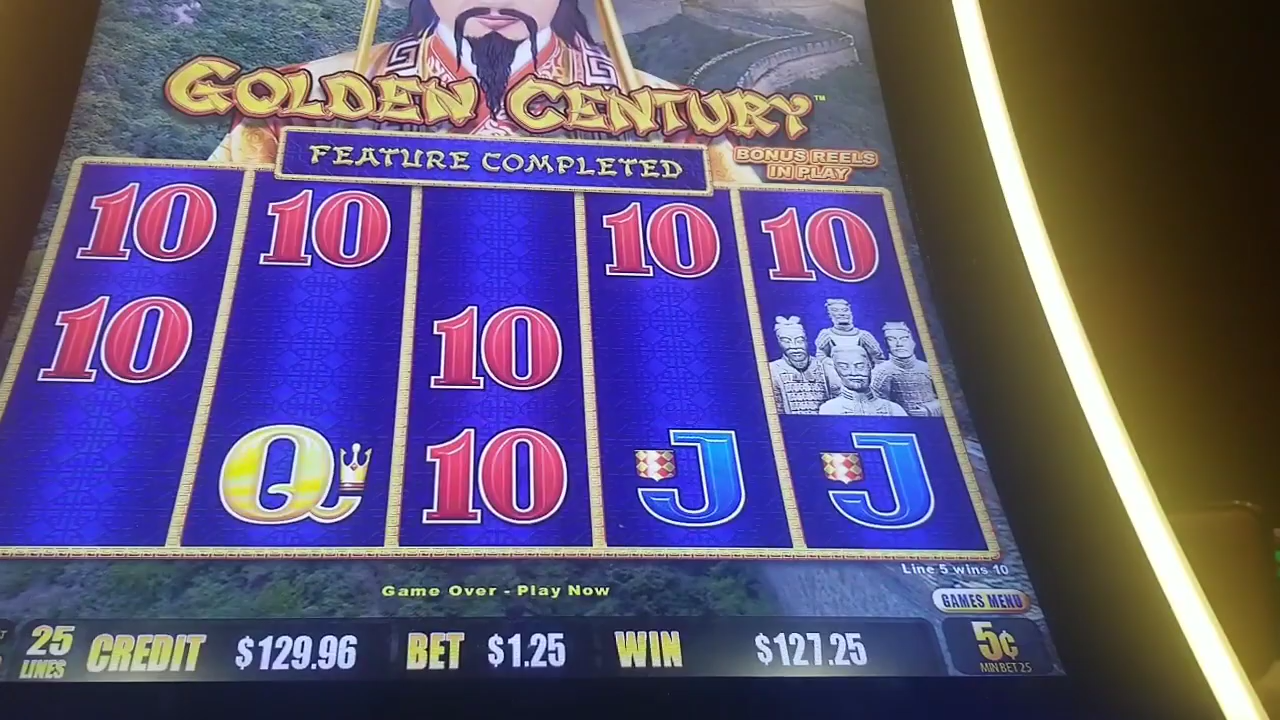 GOLDEN CENTURY™
FEATURE COMPLETED
BONUS REELS
IN PLAY
10 10 10 10
10 10
Q 10 J J
Line 5 wins 10
Game Over - Play Now
GAMES MENU
25 LINES CREDIT $129.96 BET $1.25 WIN $127.25 5¢
MIN BET 25